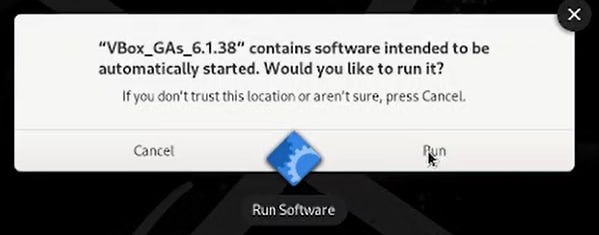 “VBox_GAs_6.1.38” contains software intended to be
automatically started. Would you like to run it?
If you don’t trust this location or aren’t sure, press Cancel.
Cancel
Run
Run Software